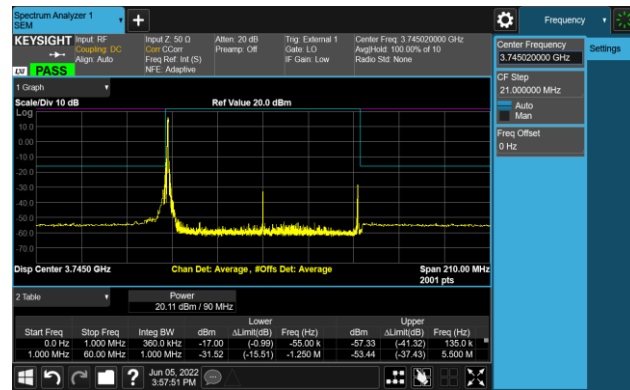 Spectrum Analyzer 1
SEM
Frequency
KEYSIGHT
Input: RF
Coupling: DC
Align: Auto
Input Z: 50 Ω
Corr CCorr
Freq Ref: Int (S)
NFE: Adaptive
Atten: 20 dB
Preamp: Off
Trig: External 1
Gate: LO
IF Gain: Low
Center Freq: 3.745020000 GHz
Avg|Hold: 100.00% of 10
Radio Std: None
LXI PASS
Center Frequency
3.745020000 GHz
Settings
CF Step
21.000000 MHz
Auto
Man
Freq Offset
0 Hz
1 Graph
Scale/Div 10 dB
Ref Value 20.0 dBm
Log
10.0
0.00
-10.0
-20.0
-30.0
-40.0
-50.0
-60.0
-70.0
Disp Center 3.7450 GHz
Chan Det: Average , #Offs Det: Average
Span 210.00 MHz
2001 pts
2 Table
Power
20.11 dBm / 90 MHz
Lower Upper
Start Freq Stop Freq Integ BW dBm ΔLimit(dB) Freq (Hz) dBm ΔLimit(dB) Freq (Hz)
0.0 Hz 1.000 MHz 360.0 kHz -17.00 (-0.99) -55.00 k -57.33 (-41.32) 135.0 k
1.000 MHz 60.00 MHz 1.000 MHz -31.52 (-15.51) -1.250 M -53.44 (-37.43) 5.500 M
? Jun 05, 2022
3:57:51 PM